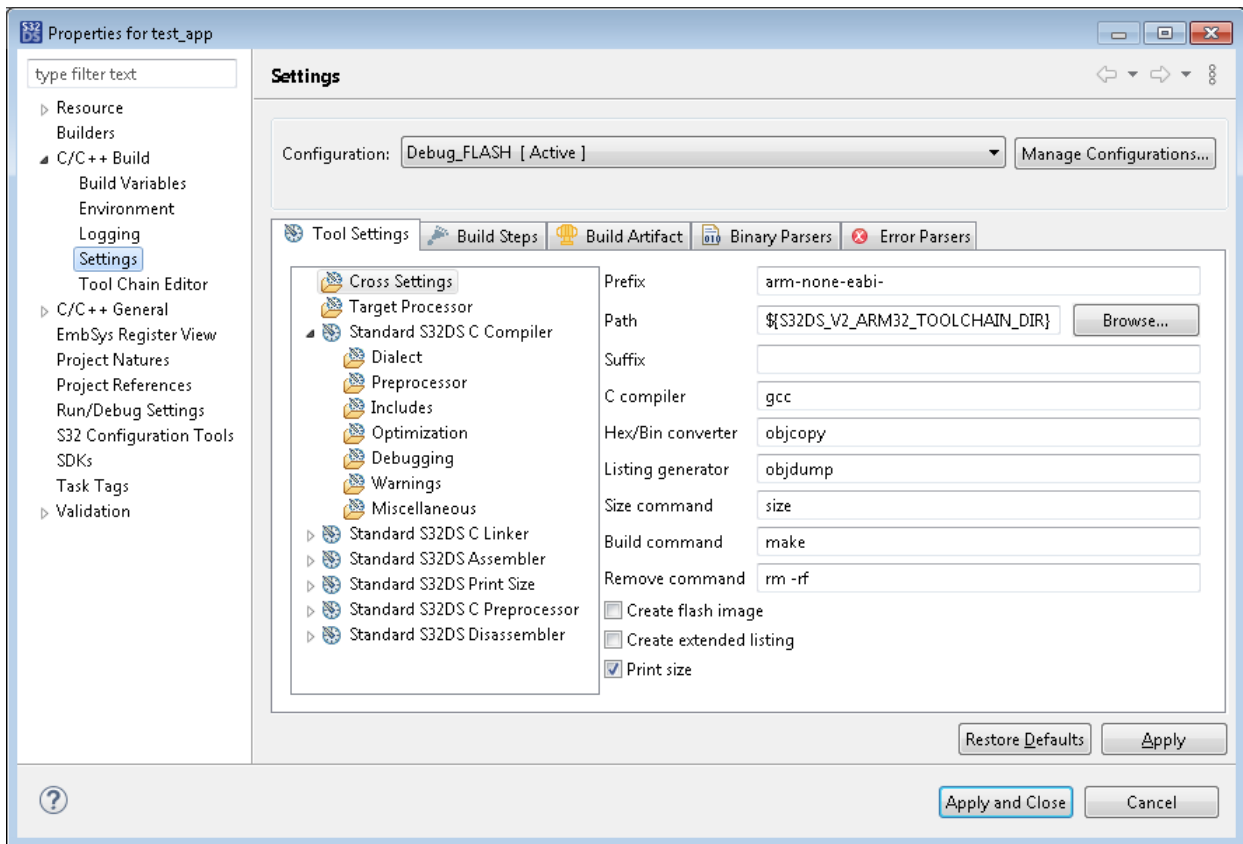 S32 DS Properties for test_app
type filter text
Resource
Builders
C/C++ Build
Build Variables
Environment
Logging
Settings
Tool Chain Editor
C/C++ General
EmbSys Register View
Project Natures
Project References
Run/Debug Settings
S32 Configuration Tools
SDKs
Task Tags
Validation
Settings
Configuration: Debug_FLASH [ Active ] Manage Configurations...
Tool Settings Build Steps Build Artifact 010 Binary Parsers Error Parsers
Cross Settings
Target Processor
Standard S32DS C Compiler
Dialect
Preprocessor
Includes
Optimization
Debugging
Warnings
Miscellaneous
Standard S32DS C Linker
Standard S32DS Assembler
Standard S32DS Print Size
Standard S32DS C Preprocessor
Standard S32DS Disassembler
Prefix arm-none-eabi-
Path ${S32DS_V2_ARM32_TOOLCHAIN_DIR} Browse...
Suffix
C compiler gcc
Hex/Bin converter objcopy
Listing generator objdump
Size command size
Build command make
Remove command rm -rf
Create flash image
Create extended listing
Print size
Restore Defaults Apply
? Apply and Close Cancel